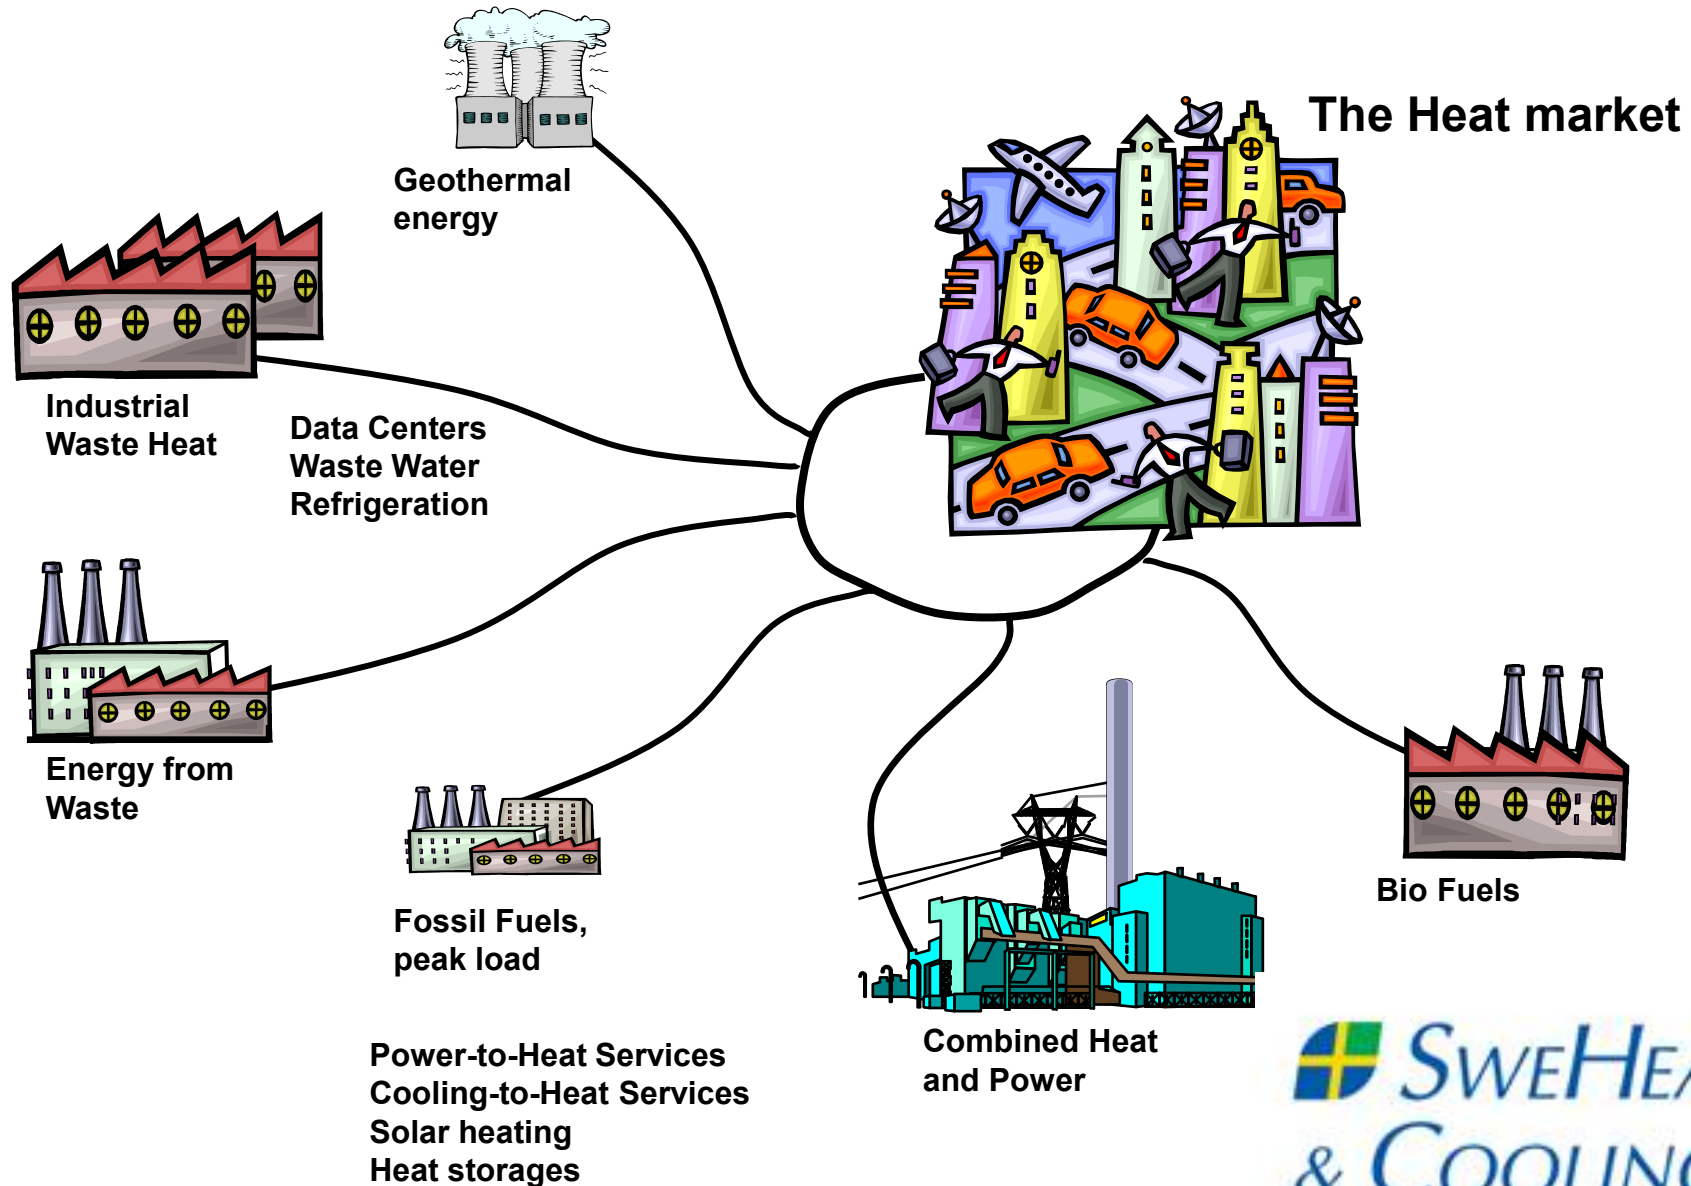 The Heat market
Geothermal
energy
Industrial
Waste Heat
Data Centers
Waste Water
Refrigeration
Energy from
Waste
Fossil Fuels,
peak load
Combined Heat
and Power
Bio Fuels
Power-to-Heat Services
Cooling-to-Heat Services
Solar heating
Heat storages
& COOLING